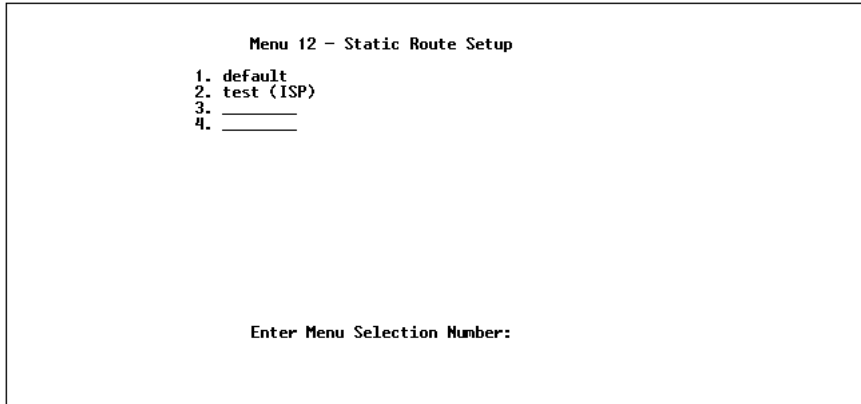 Menu 12 - Static Route Setup
1. default
2. test (ISP)
3. ________
4. ________
Enter Menu Selection Number: